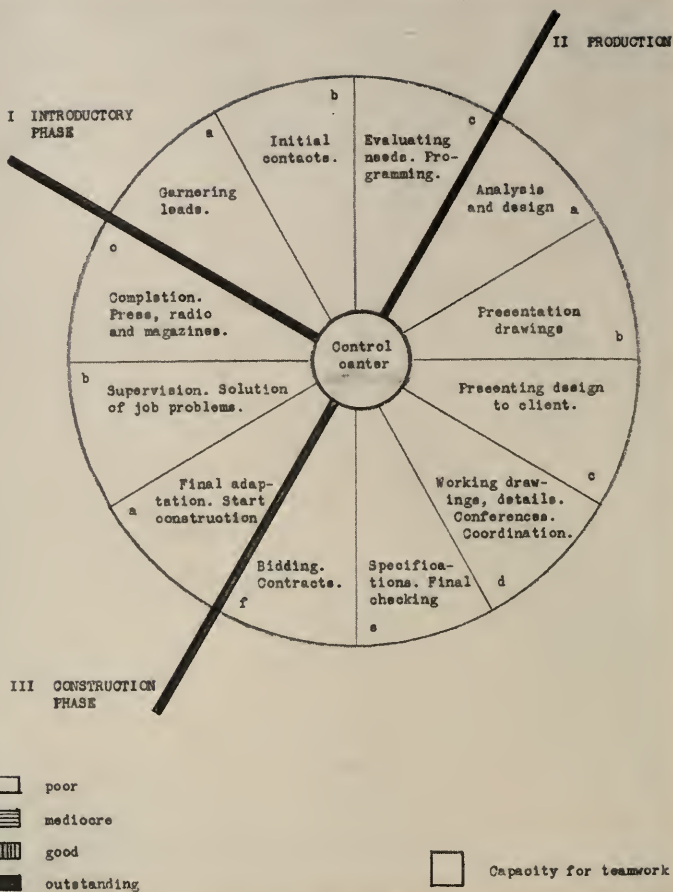 II PRODUCTION
I INTRODUCTORY
PHASE
a
Garnering
leads.
b
Initial
contacts.
c
Evaluating
needs. Pro-
gramming.
Analysis
and design
a
Presentation
drawings
b
Presenting design
to client.
c
Working draw-
ings, details.
Conferences.
Coordination.
d
Specifica-
tions. Final
checking
e
Bidding.
Contracts.
f
Final adap-
tation. Start
construction
a
Supervision. Solution
of job problems.
b
Completion.
Press, radio
and magazines.
c
Control
center
III CONSTRUCTION
PHASE
poor
mediocre
good
outstanding
Capacity for teamwork